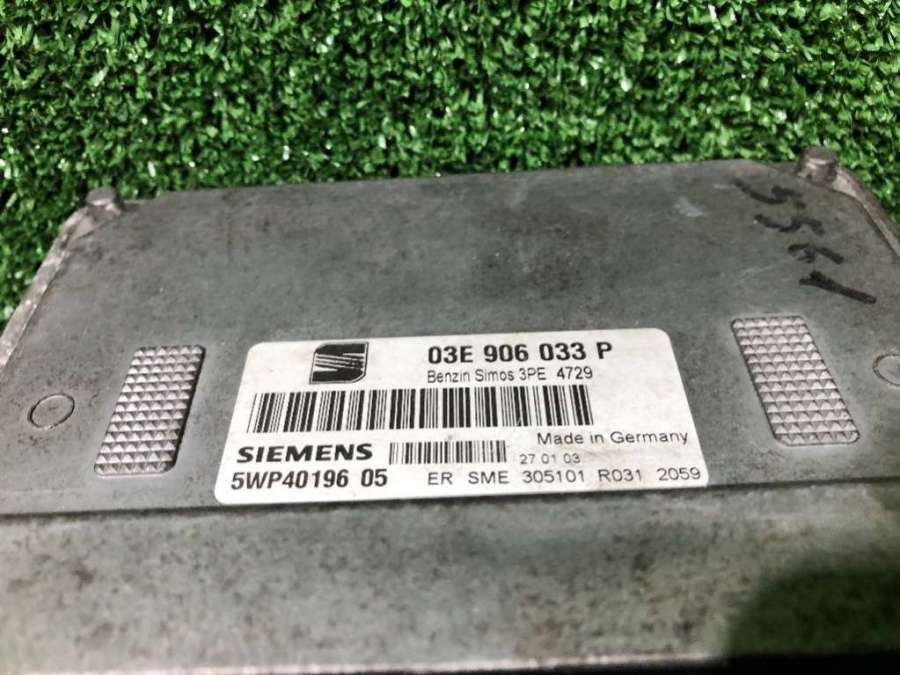 03E 906 033 P
Benzin Simos 3PE 4729
Made in Germany
SIEMENS
27 01 03
5WP40196 05
ER SME 305101 R031 2059